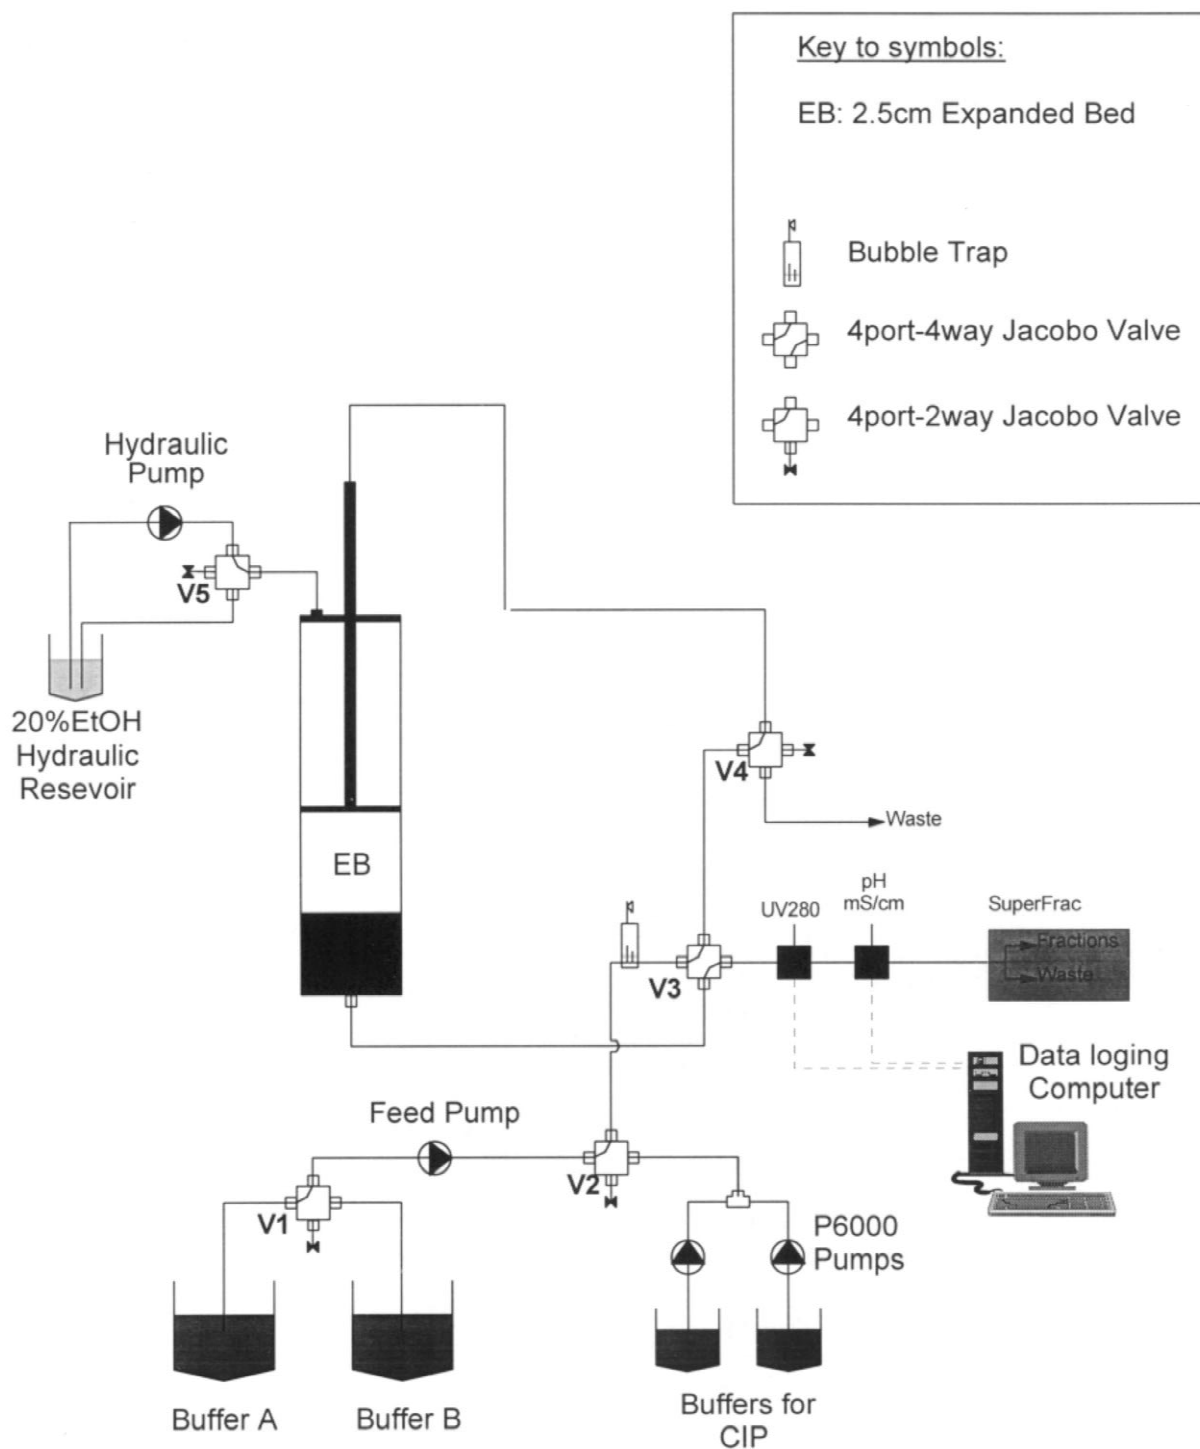 Key to symbols:
EB: 2.5cm Expanded Bed
Bubble Trap
4port-4way Jacobo Valve
4port-2way Jacobo Valve
Hydraulic
Pump
V5
20%EtOH
Hydraulic
Resevoir
EB
V4
Waste
pH
mS/cm
UV280
SuperFrac
Fractions
Waste
V3
Data loging
Computer
Feed Pump
V2
V1
P6000
Pumps
Buffer A
Buffer B
Buffers for
CIP